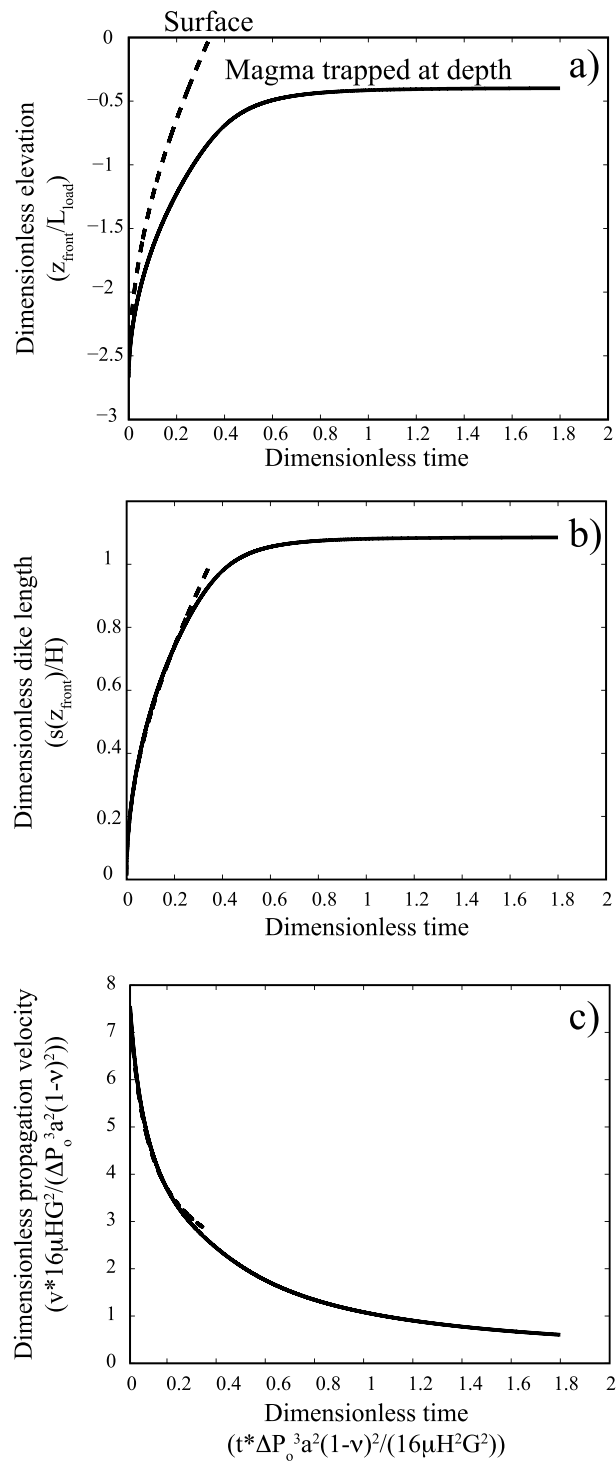 Surface
0
Magma trapped at depth
a)
−0.5
−1
−1.5
−2
−2.5
−3
Dimensionless elevation
(z_front/L_load)
0 0.2 0.4 0.6 0.8 1 1.2 1.4 1.6 1.8 2
Dimensionless time
b)
1
0.8
0.6
0.4
0.2
0
Dimensionless dike length
(s(z_front)/H)
0 0.2 0.4 0.6 0.8 1 1.2 1.4 1.6 1.8 2
Dimensionless time
8
c)
7
6
5
4
3
2
1
0
Dimensionless propagation velocity
(v*16μHG²/(ΔP_o³a²(1-ν)²))
0.2 0.4 0.6 0.8 1 1.2 1.4 1.6 1.8 2
Dimensionless time
(t*ΔP_o³a²(1-ν)²/(16μH²G²))